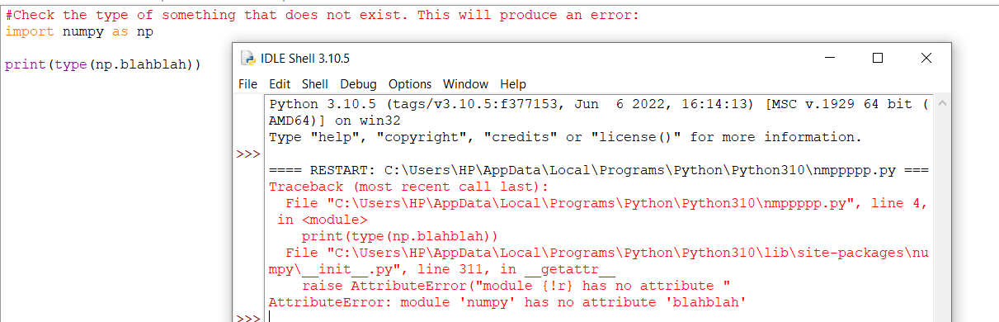 #Check the type of something that does not exist. This will produce an error:
import numpy as np
print(type(np.blahblah))
IDLE Shell 3.10.5
File Edit Shell Debug Options Window Help
Python 3.10.5 (tags/v3.10.5:f377153, Jun  6 2022, 16:14:13) [MSC v.1929 64 bit (
AMD64)] on win32
Type "help", "copyright", "credits" or "license()" for more information.
>>>
==== RESTART: C:\Users\HP\AppData\Local\Programs\Python\Python310\nmppppp.py ===
Traceback (most recent call last):
  File "C:\Users\HP\AppData\Local\Programs\Python\Python310\nmppppp.py", line 4,
 in <module>
    print(type(np.blahblah))
  File "C:\Users\HP\AppData\Local\Programs\Python\Python310\lib\site-packages\nu
mpy\__init__.py", line 311, in __getattr__
    raise AttributeError("module {!r} has no attribute "
AttributeError: module 'numpy' has no attribute 'blahblah'
>>>